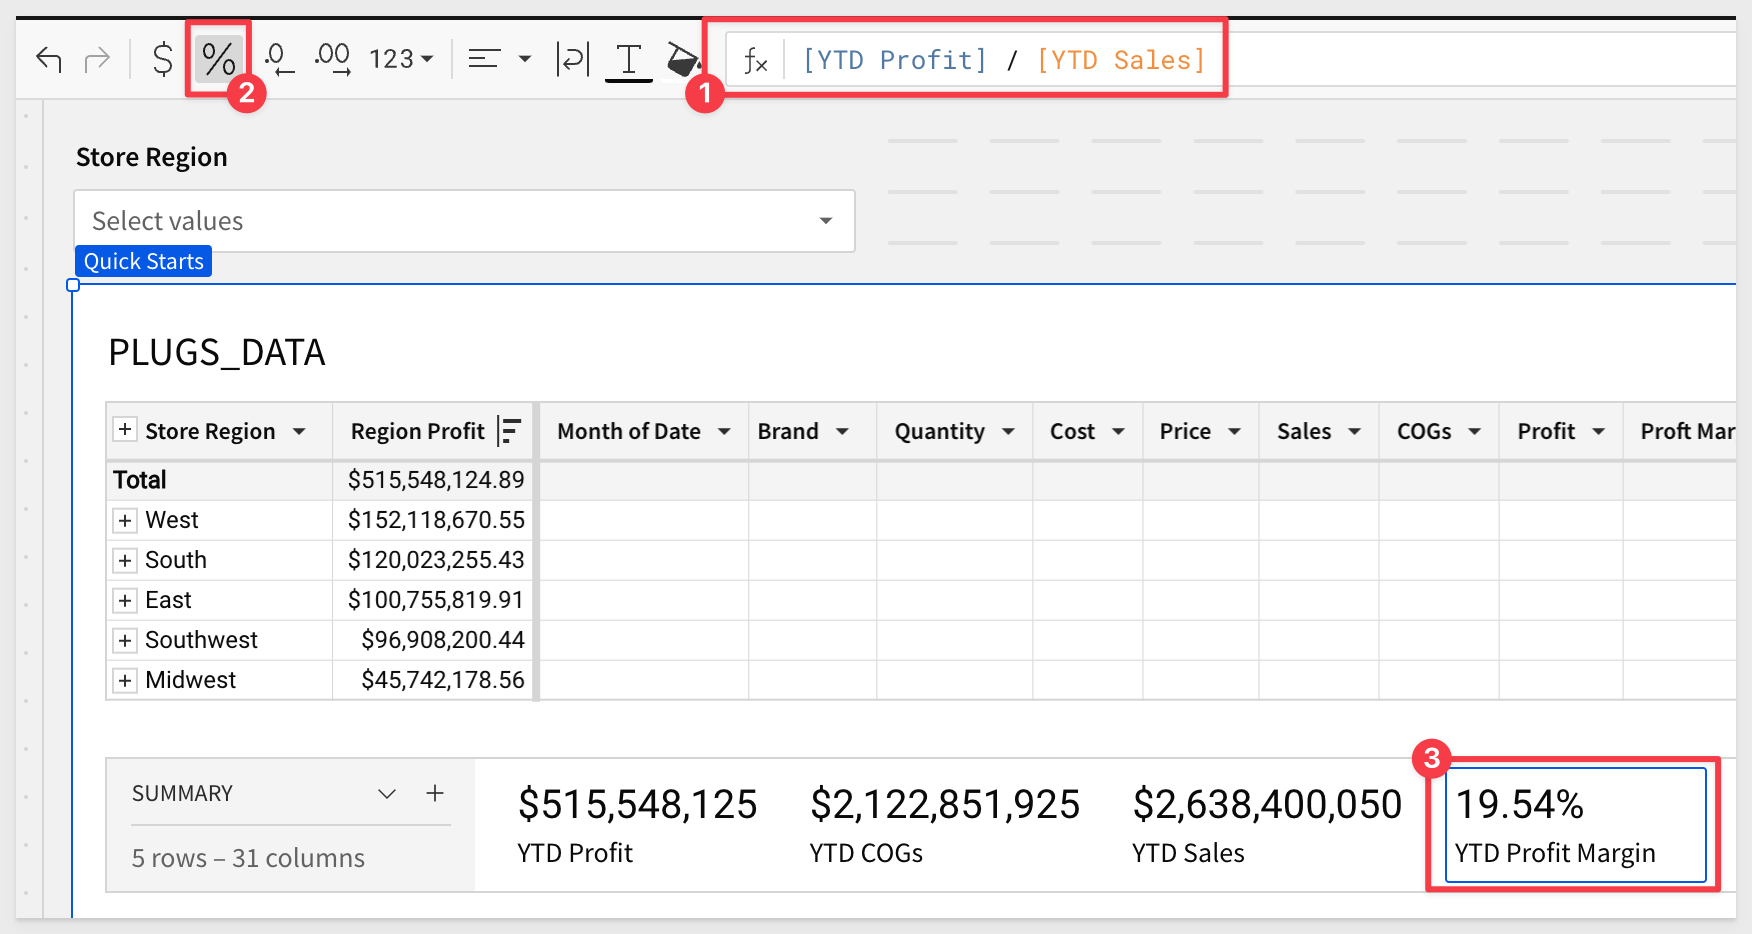 $ % .0 .00 123 T fx [YTD Profit] / [YTD Sales]
2 1
Store Region
Select values
Quick Starts
PLUGS_DATA
Store Region Region Profit Month of Date Brand Quantity Cost Price Sales COGs Profit Proft Mar
Total $515,548,124.89
West $152,118,670.55
South $120,023,255.43
East $100,755,819.91
Southwest $96,908,200.44
Midwest $45,742,178.56
3
SUMMARY $515,548,125 $2,122,851,925 $2,638,400,050 19.54%
5 rows – 31 columns YTD Profit YTD COGs YTD Sales YTD Profit Margin